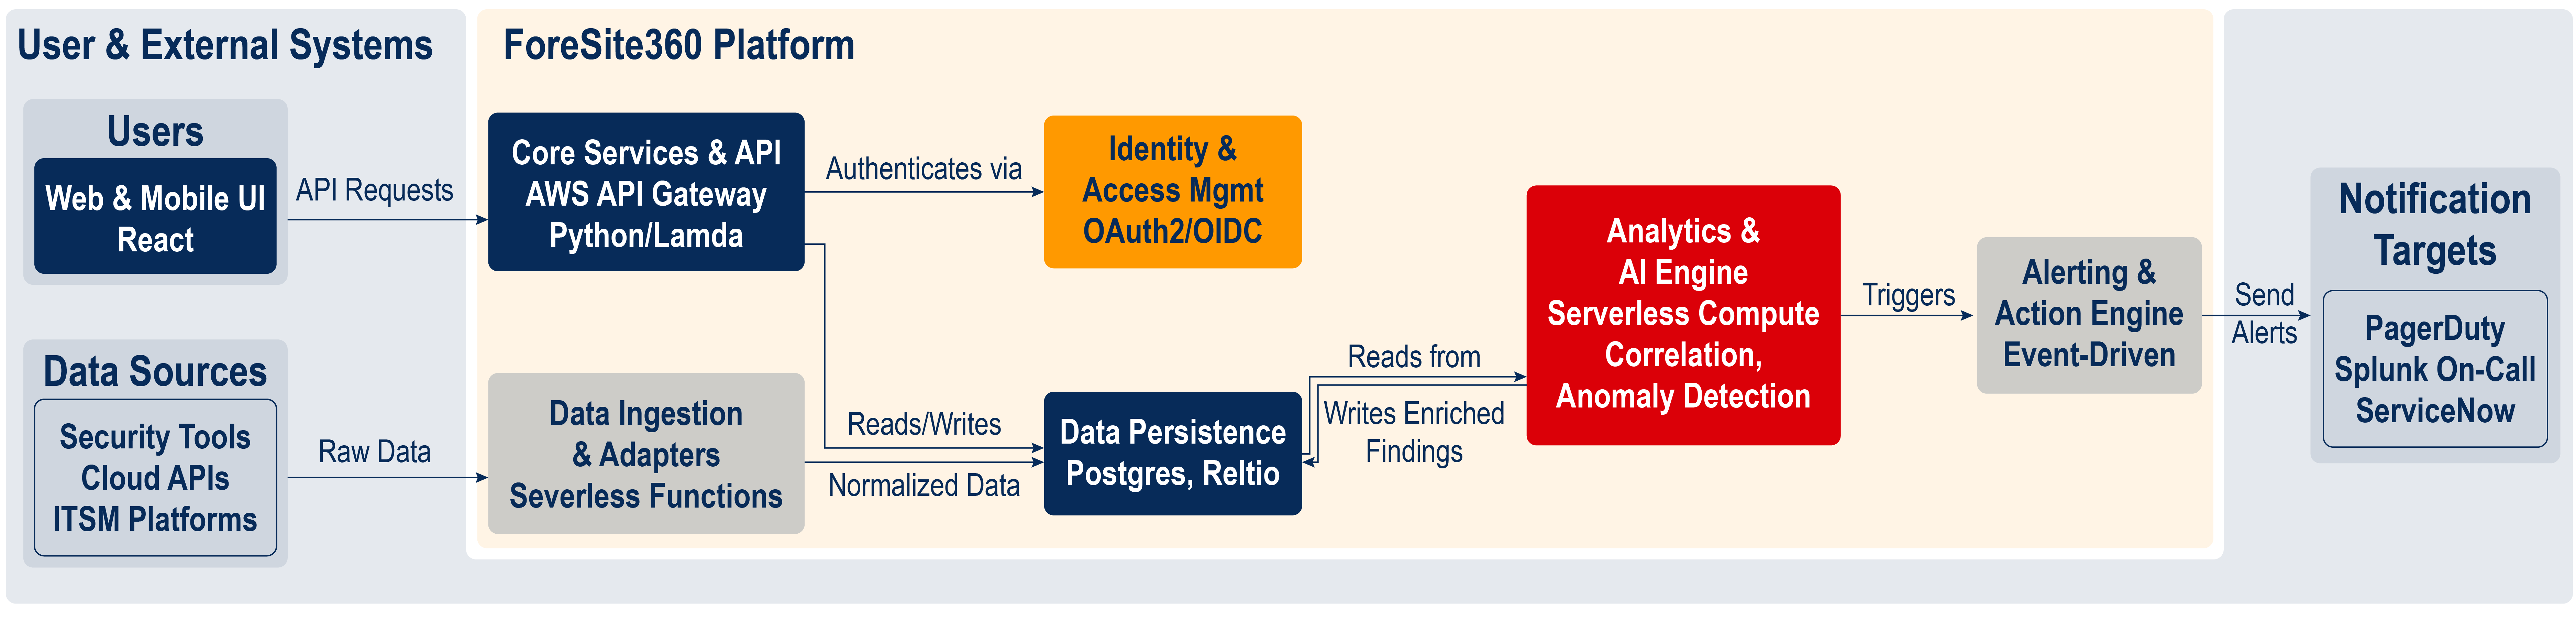 User & External Systems
ForeSite360 Platform
Users
Web & Mobile UI
React
API Requests
Core Services & API
AWS API Gateway
Python/Lamda
Authenticates via
Identity &
Access Mgmt
OAuth2/OIDC
Data Sources
Security Tools
Cloud APIs
ITSM Platforms
Raw Data
Data Ingestion
& Adapters
Severless Functions
Reads/Writes
Normalized Data
Data Persistence
Postgres, Reltio
Reads from
Writes Enriched
Findings
Analytics &
AI Engine
Serverless Compute
Correlation,
Anomaly Detection
Triggers
Alerting &
Action Engine
Event-Driven
Send
Alerts
Notification
Targets
PagerDuty
Splunk On-Call
ServiceNow